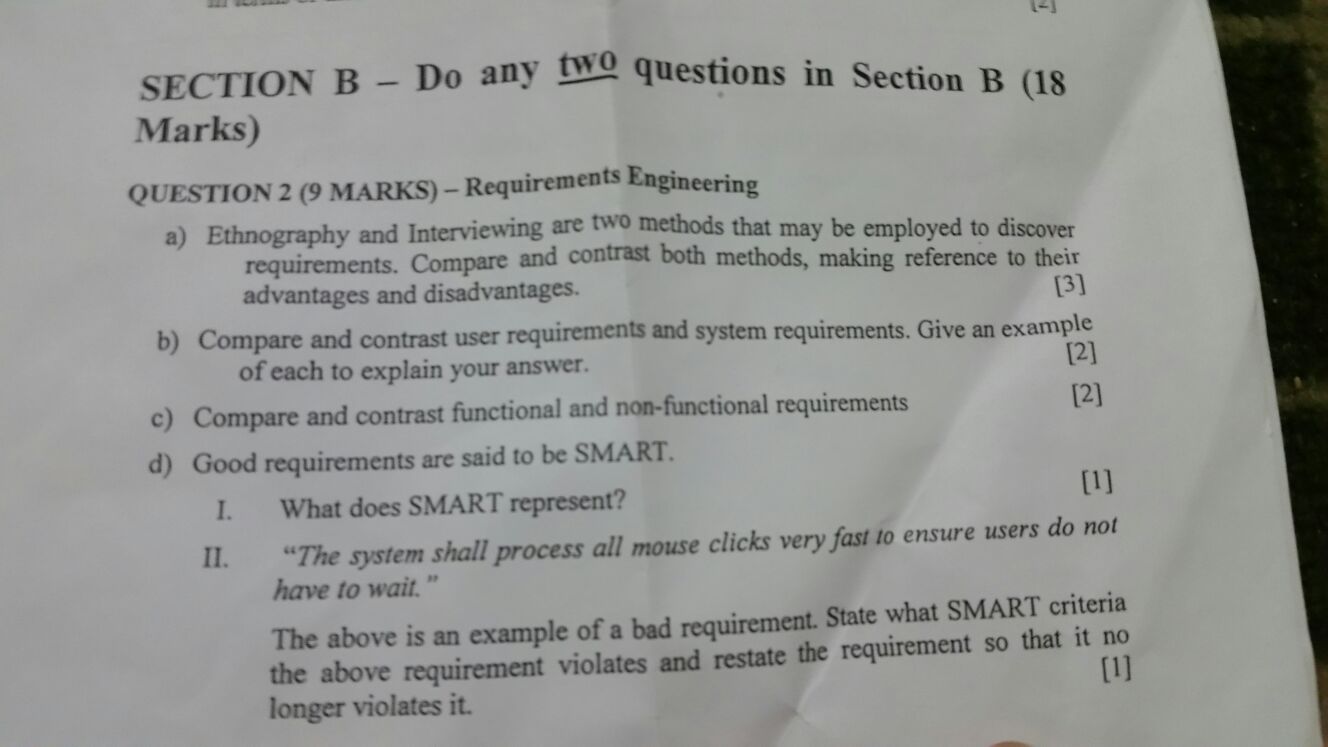 [2]
SECTION B – Do any two questions in Section B (18
Marks)
QUESTION 2 (9 MARKS) – Requirements Engineering
a) Ethnography and Interviewing are two methods that may be employed to discover
requirements. Compare and contrast both methods, making reference to their
advantages and disadvantages. [3]
b) Compare and contrast user requirements and system requirements. Give an example
of each to explain your answer. [2]
c) Compare and contrast functional and non-functional requirements [2]
d) Good requirements are said to be SMART.
I. What does SMART represent? [1]
II. “The system shall process all mouse clicks very fast to ensure users do not
have to wait.”
The above is an example of a bad requirement. State what SMART criteria
the above requirement violates and restate the requirement so that it no
longer violates it. [1]